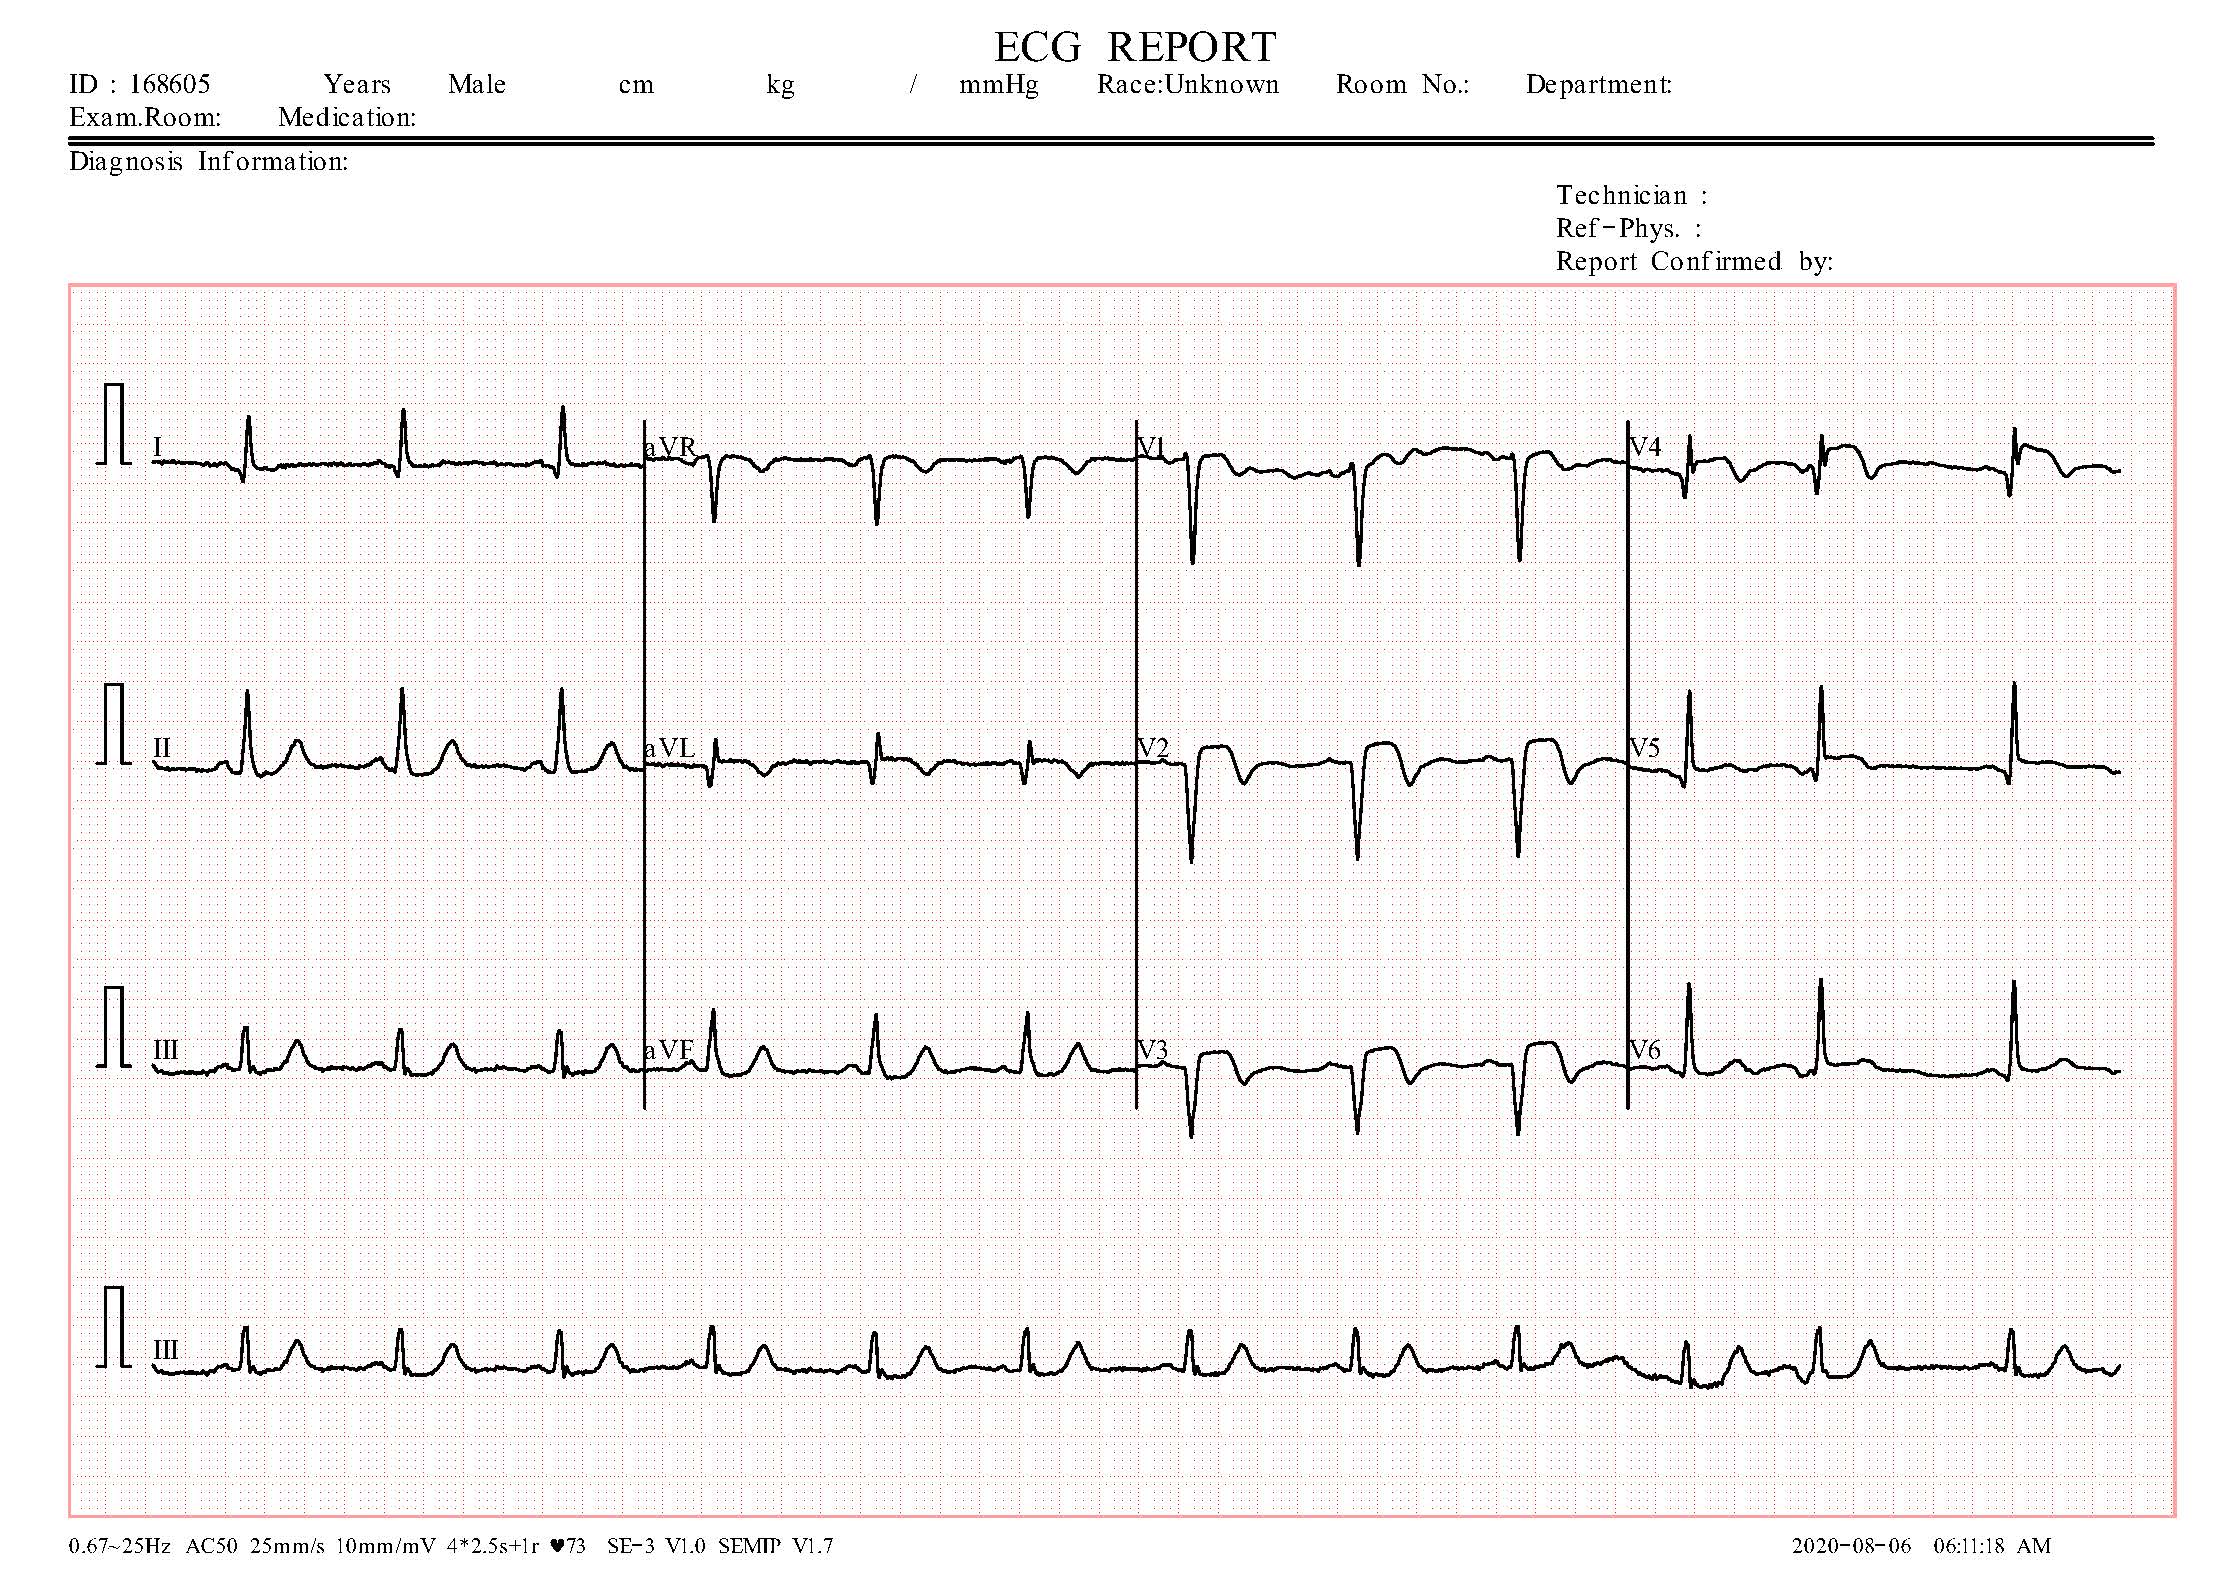 ECG REPORT
ID : 168605 Years Male cm kg / mmHg Race:Unknown Room No.: Department:
Exam.Room: Medication:
Diagnosis Information:
Technician :
Ref-Phys. :
Report Confirmed by:
I aVR V1 V4
II aVL V2 V5
III aVF V3 V6
III
0.67~25Hz AC50 25mm/s 10mm/mV 4*2.5s+1r ♥73 SE-3 V1.0 SEMIP V1.7 2020-08-06 06:11:18 AM